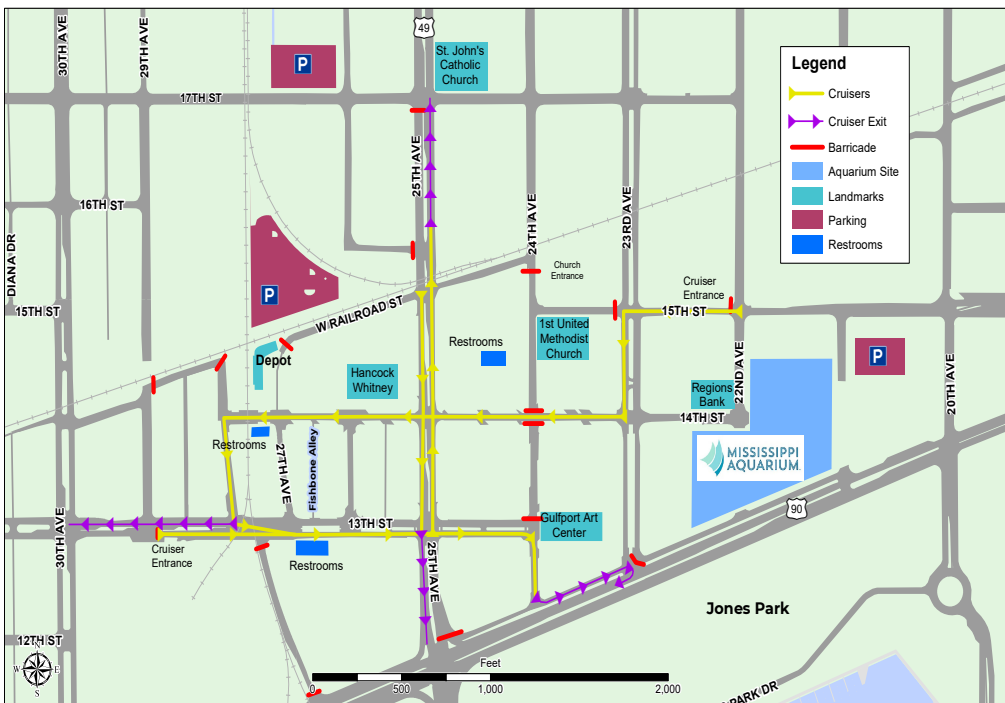 30TH AVE
29TH AVE
49
St. John's
Catholic
Church
P
17TH ST
Legend
Cruisers
Cruiser Exit
Barricade
Aquarium Site
Landmarks
Parking
Restrooms
25TH AVE
24TH AVE
23RD AVE
16TH ST
DIANA DR
Church
Entrance
Cruiser
Entrance
P
15TH ST
15TH ST
W RAILROAD ST
1st United
Methodist
Church
Restrooms
Depot
P
Hancock
Whitney
22ND AVE
20TH AVE
Regions
Bank
14TH ST
Restrooms
27TH AVE
Fishbone Alley
MISSISSIPPI
AQUARIUM
90
30TH AVE
13TH ST
Gulfport Art
Center
Cruiser
Entrance
Restrooms
25TH AVE
Jones Park
12TH ST
N
W
E
S
Feet
0
500
1,000
2,000
PARK DR